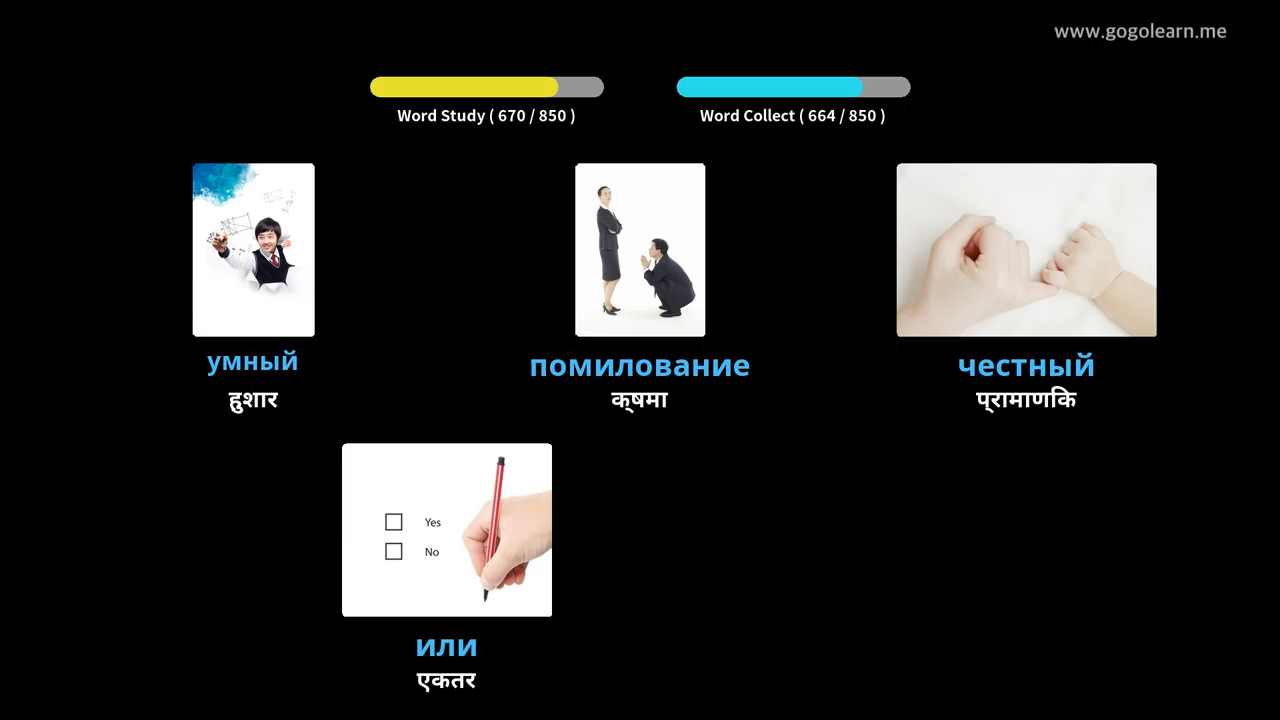 www.gogolearn.me
Word Study ( 670 / 850 )
Word Collect ( 664 / 850 )
умный
हुशार
помилование
क्षमा
честный
प्रामाणिक
Yes
No
или
एकतर